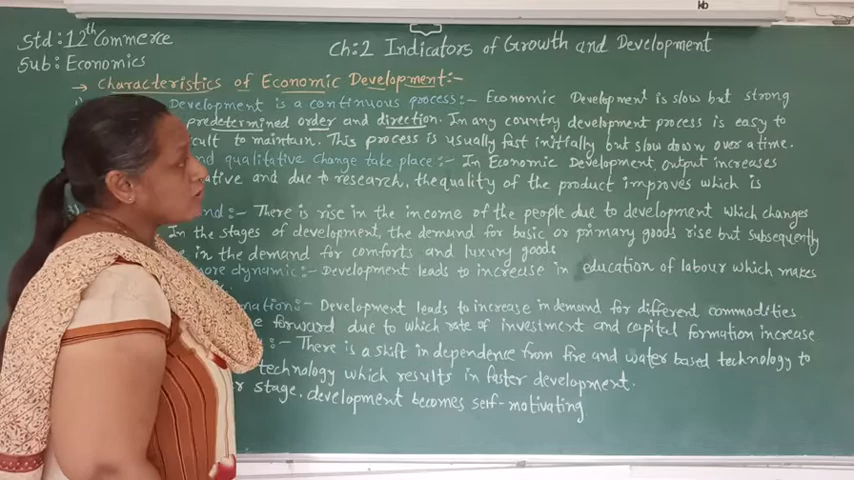 kb
Std: 12th Commerce
Ch:2 Indicators of Growth and Development
Sub: Economics
→ Characteristics of Economic Development:-
Development is a continuous process:- Economic Development is slow but strong
predetermined order and direction. In any country development process is easy to
cult to maintain. This process is usually fast initfally but slow down over a time.
nd qualitative change take place:- In Economic Development, output increases
ative and due to research, the quality of the product improves which is
nd:- There is rise in the income of the people due to development which changes
In the stages of development, the demand for basic or primary goods rise but subsequently
in the demand for comforts and luxury goods
more dynamic:- Development leads to increase in education of labour which makes
mation:- Development leads to increase in demand for different commodities
e forward due to which rate of investment and capital formation increase
:- There is a shift in dependence from fire and water based technology to
technology which results in faster development.
r stage, development becomes self-motivating